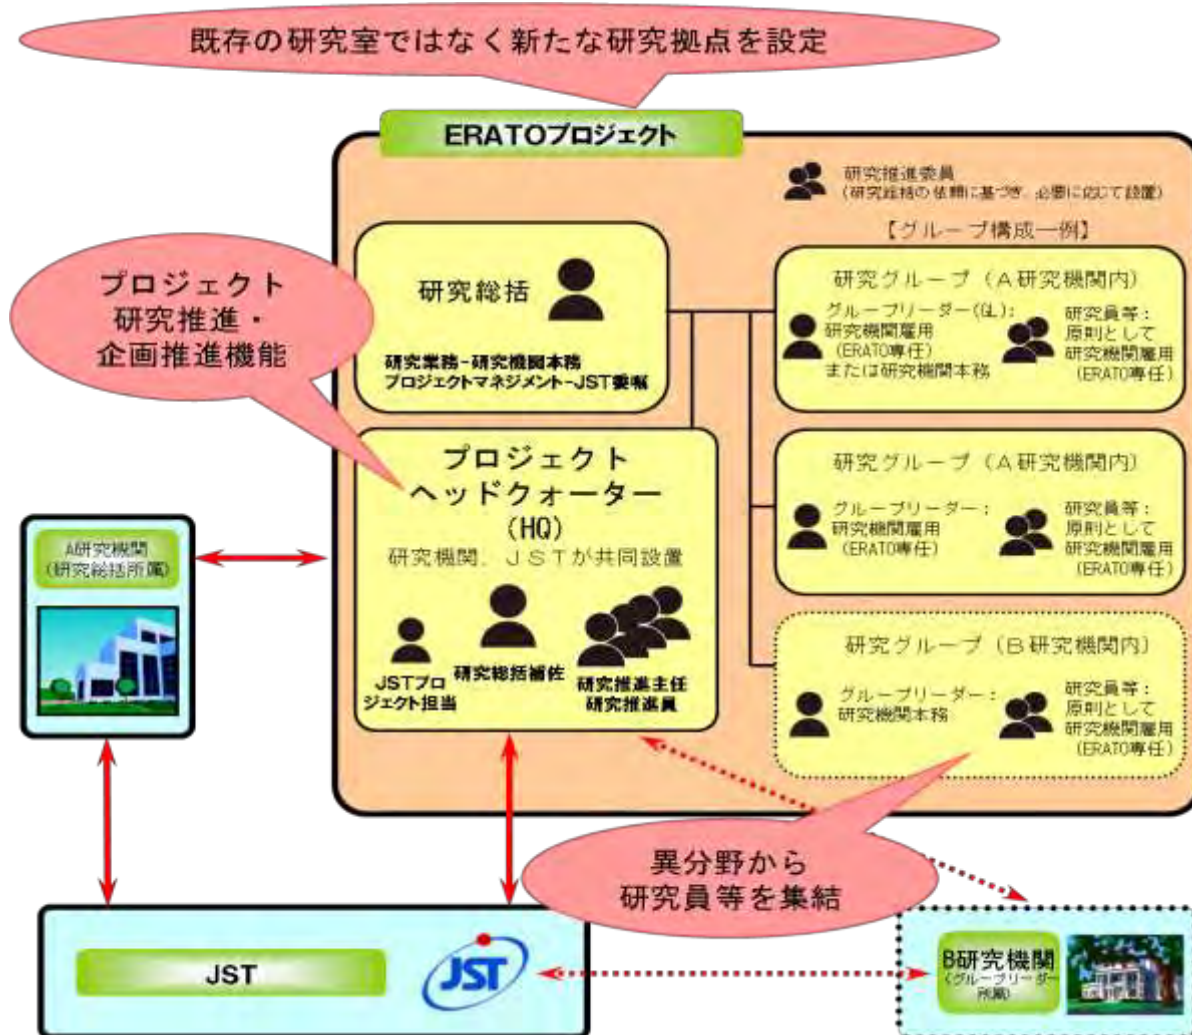 既存の研究室ではなく新たな研究拠点を設定
ERATOプロジェクト
研究推進委員
(研究総括の依頼に基づき、必要に応じて設置)
【グループ構成一例】
プロジェクト
研究推進・
企画推進機能
研究総括
研究業務-研究機関本務
プロジェクトマネジメント-JST委嘱
研究グループ(A研究機関内)
グループリーダー(GL):
研究機関雇用
(ERATO専任)
または研究機関本務
研究員等:
原則として
研究機関雇用
(ERATO専任)
プロジェクト
ヘッドクォーター
(HQ)
研究機関、JSTが共同設置
JSTプロ
ジェクト担当
研究総括補佐
研究推進主任
研究推進員
研究グループ(A研究機関内)
グループリーダー:
研究機関雇用
(ERATO専任)
研究員等:
原則として
研究機関雇用
(ERATO専任)
研究グループ(B研究機関内)
グループリーダー:
研究機関本務
研究員等:
原則として
研究機関雇用
(ERATO専任)
A研究機関
(研究総括所属)
異分野から
研究員等を集結
JST
JST
B研究機関
(グループリーダー
所属)